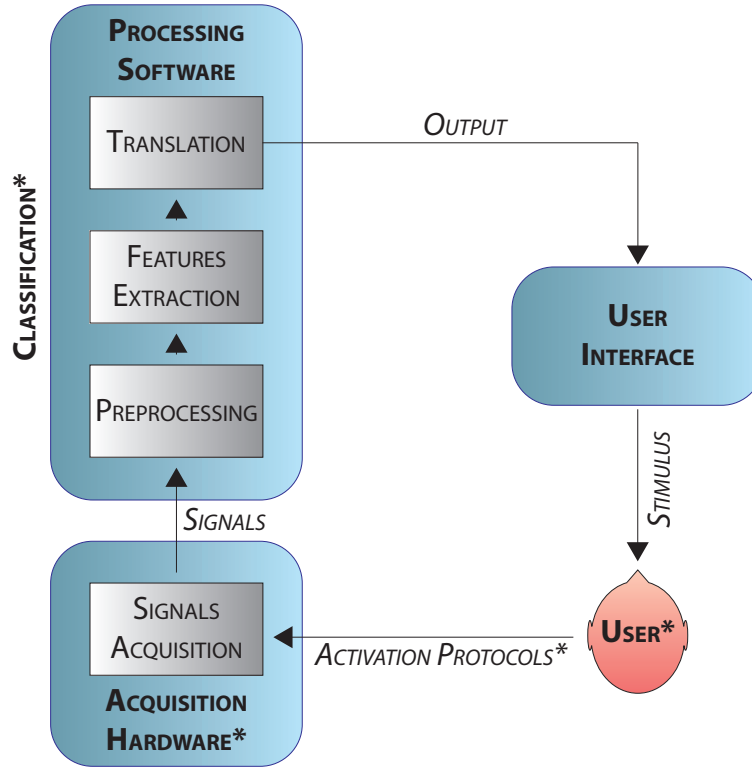 PROCESSING
SOFTWARE
TRANSLATION
FEATURES
EXTRACTION
PREPROCESSING
CLASSIFICATION*
OUTPUT
USER
INTERFACE
STIMULUS
USER*
ACTIVATION PROTOCOLS*
SIGNALS
SIGNALS
ACQUISITION
ACQUISITION
HARDWARE*